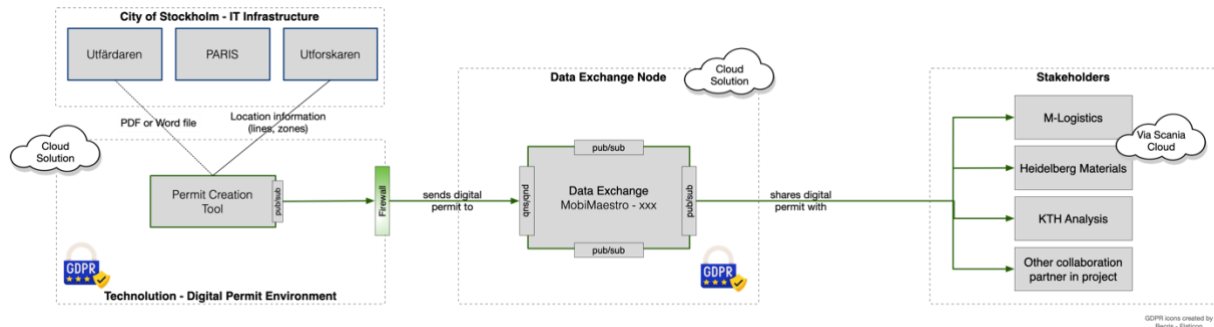 City of Stockholm - IT Infrastructure
Utfärdaren
PARIS
Utforskaren
PDF or Word file
Location information
(lines, zones)
Cloud
Solution
Permit Creation
Tool
pub/sub
Firewall
GDPR
Technolution - Digital Permit Environment
sends digital
permit to
Data Exchange Node
Cloud
Solution
pub/sub
pub/sub
Data Exchange
MobiMaestro - xxx
pub/sub
pub/sub
GDPR
shares digital
permit with
Stakeholders
M-Logistics
Via Scania
Cloud
Heidelberg Materials
KTH Analysis
Other collaboration
partner in project
GDPR icons created by